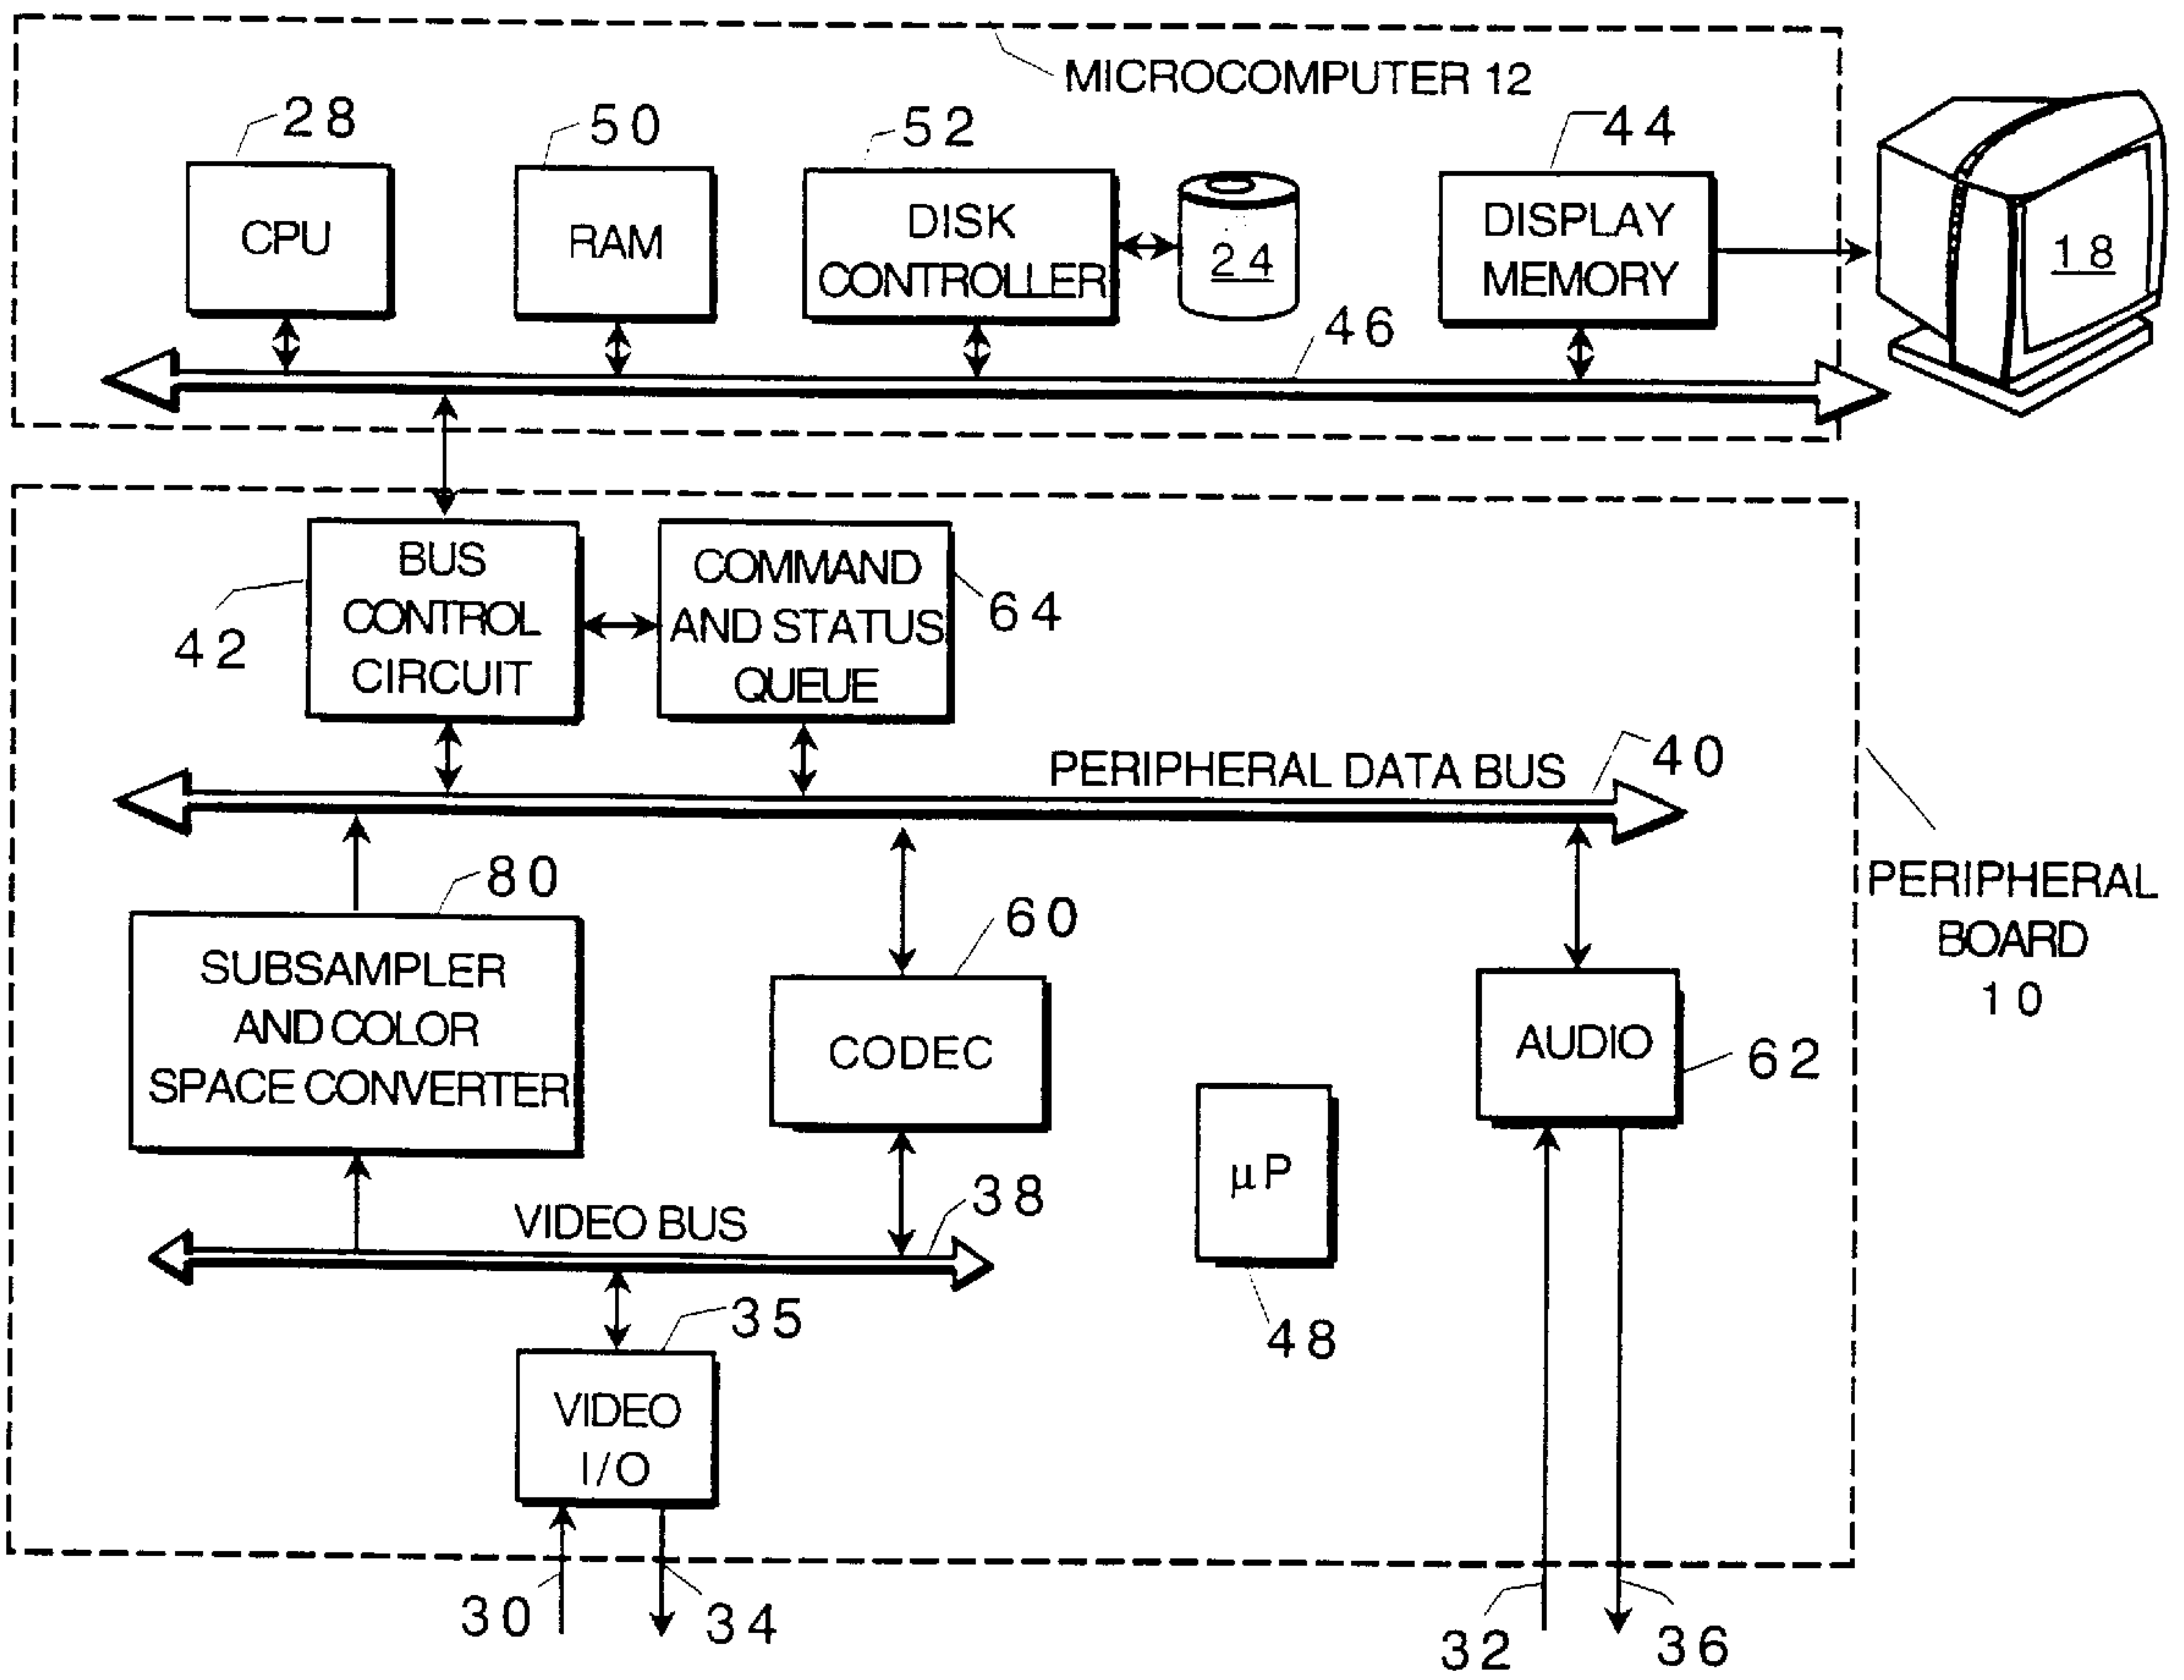 MICROCOMPUTER 12
28
50
52
44
CPU
RAM
DISK
CONTROLLER
24
DISPLAY
MEMORY
18
46
BUS
CONTROL
CIRCUIT
42
COMMAND
AND STATUS
QUEUE
64
PERIPHERAL DATA BUS
40
80
SUBSAMPLER
AND COLOR
SPACE CONVERTER
60
CODEC
AUDIO
62
PERIPHERAL
BOARD
10
μP
48
VIDEO BUS
38
35
VIDEO
I/O
30
34
32
36